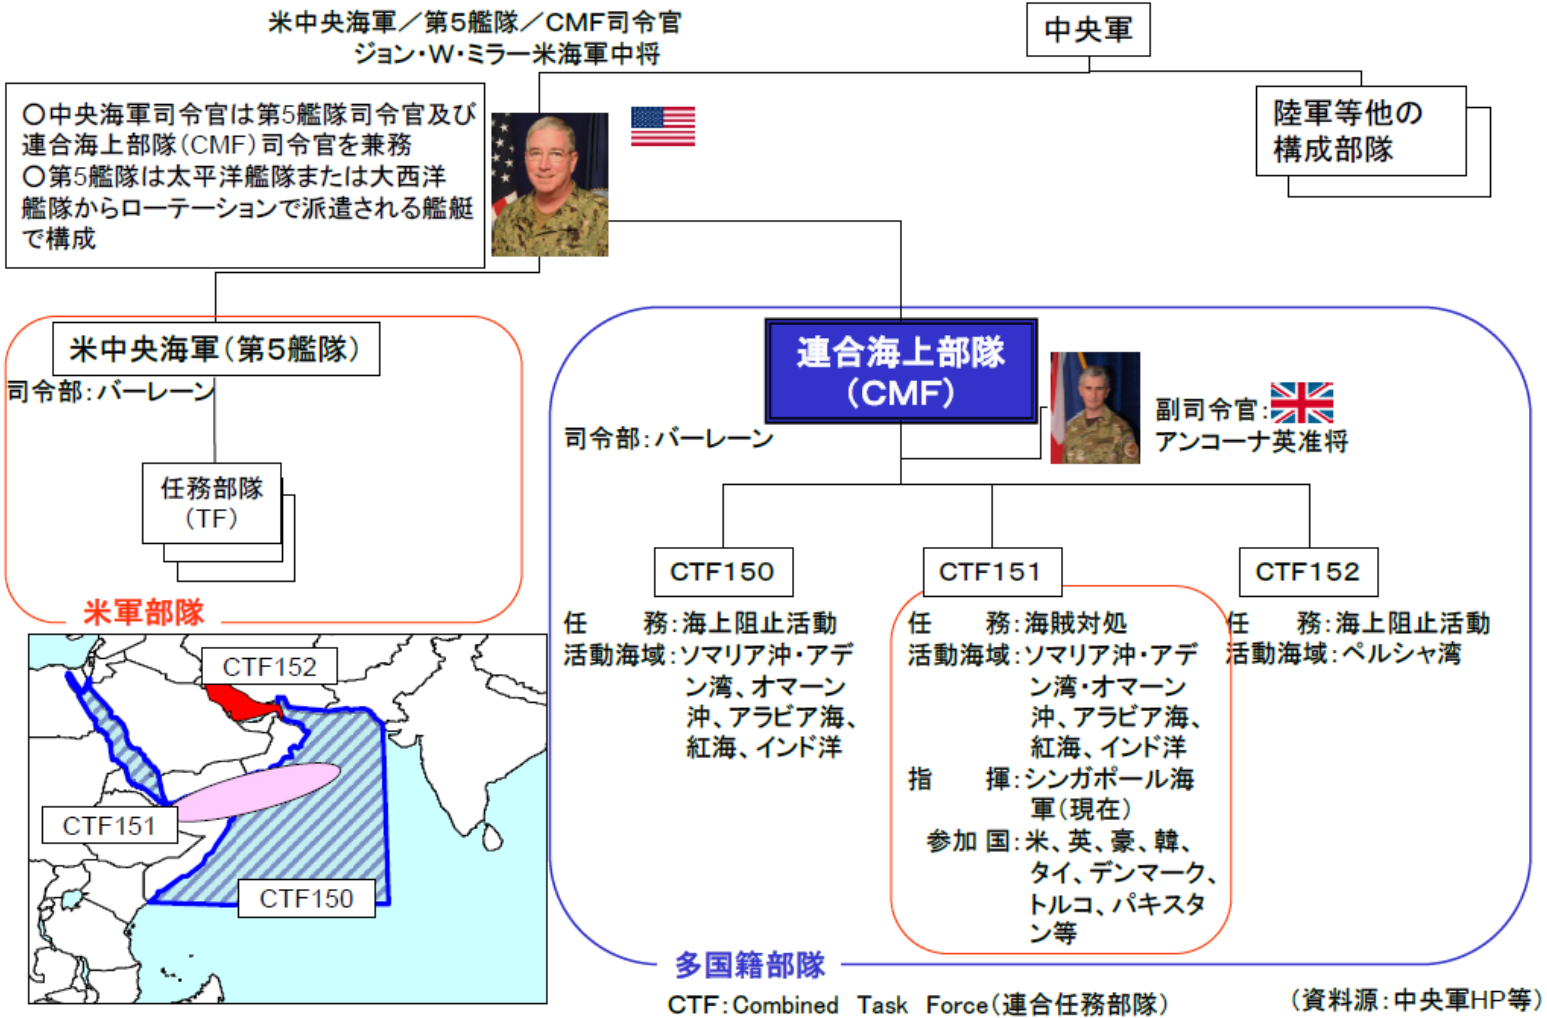 米中央海軍／第５艦隊／CMF司令官
ジョン・W・ミラー米海軍中将
中央軍
陸軍等他の
構成部隊
〇中央海軍司令官は第5艦隊司令官及び
連合海上部隊（CMF）司令官を兼務
〇第5艦隊は太平洋艦隊または大西洋
艦隊からローテーションで派遣される艦艇
で構成
米中央海軍（第５艦隊）
司令部：バーレーン
任務部隊
（TF）
米軍部隊
連合海上部隊
（CMF）
司令部：バーレーン
副司令官：
アンコーナ英准将
CTF150
任　　務：海上阻止活動
活動海域：ソマリア沖・アデ
ン湾、オマーン
沖、アラビア海、
紅海、インド洋
CTF151
任　　務：海賊対処
活動海域：ソマリア沖・アデ
ン湾・オマーン
沖、アラビア海、
紅海、インド洋
指　　揮：シンガポール海
軍（現在）
参加 国：米、英、豪、韓、
タイ、デンマーク、
トルコ、パキスタ
ン等
CTF152
任　　務：海上阻止活動
活動海域：ペルシャ湾
CTF152
CTF151
CTF150
多国籍部隊
CTF：Combined Task Force（連合任務部隊）
（資料源：中央軍HP等）